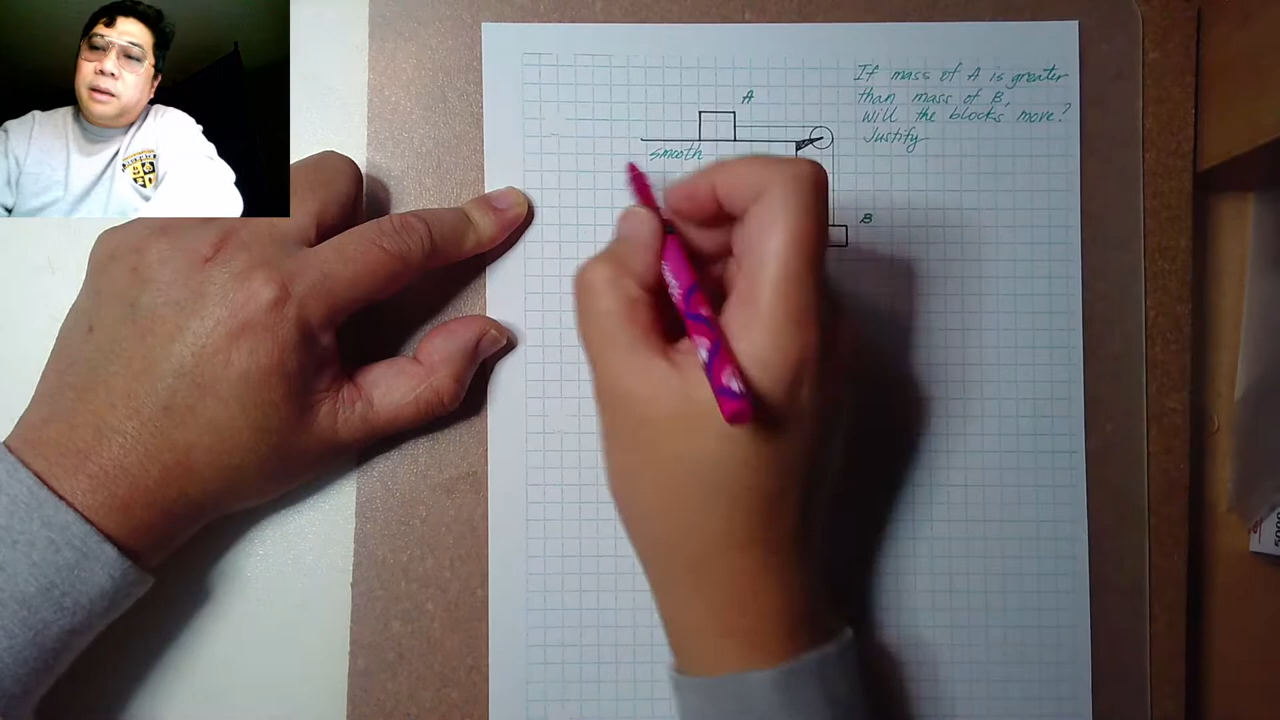 A
If mass of A is greater
than mass of B,
will the blocks move?
Justify
smooth
B